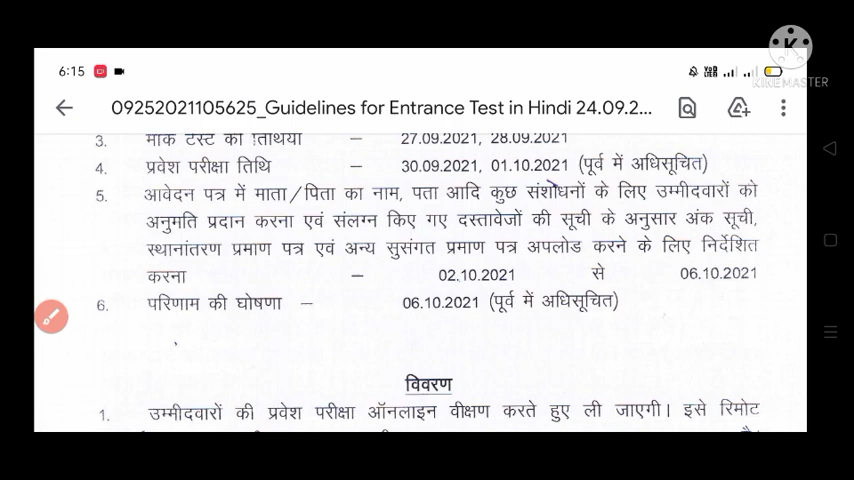 6:15
KINEMASTER
09252021105625_Guidelines for Entrance Test in Hindi 24.09.2...
3. मॉक टेस्ट की तिथियाँ – 27.09.2021, 28.09.2021
4. प्रवेश परीक्षा तिथि – 30.09.2021, 01.10.2021 (पूर्व में अधिसूचित)
5. आवेदन पत्र में माता/पिता का नाम, पता आदि कुछ संशोधनों के लिए उम्मीदवारों को
अनुमति प्रदान करना एवं संलग्न किए गए दस्तावेजों की सूची के अनुसार अंक सूची,
स्थानांतरण प्रमाण पत्र एवं अन्य सुसंगत प्रमाण पत्र अपलोड करने के लिए निर्देशित
करना – 02.10.2021 से 06.10.2021
6. परिणाम की घोषणा – 06.10.2021 (पूर्व में अधिसूचित)
विवरण
1. उम्मीदवारों की प्रवेश परीक्षा ऑनलाइन वीक्षण करते हुए ली जाएगी। इसे रिमोट